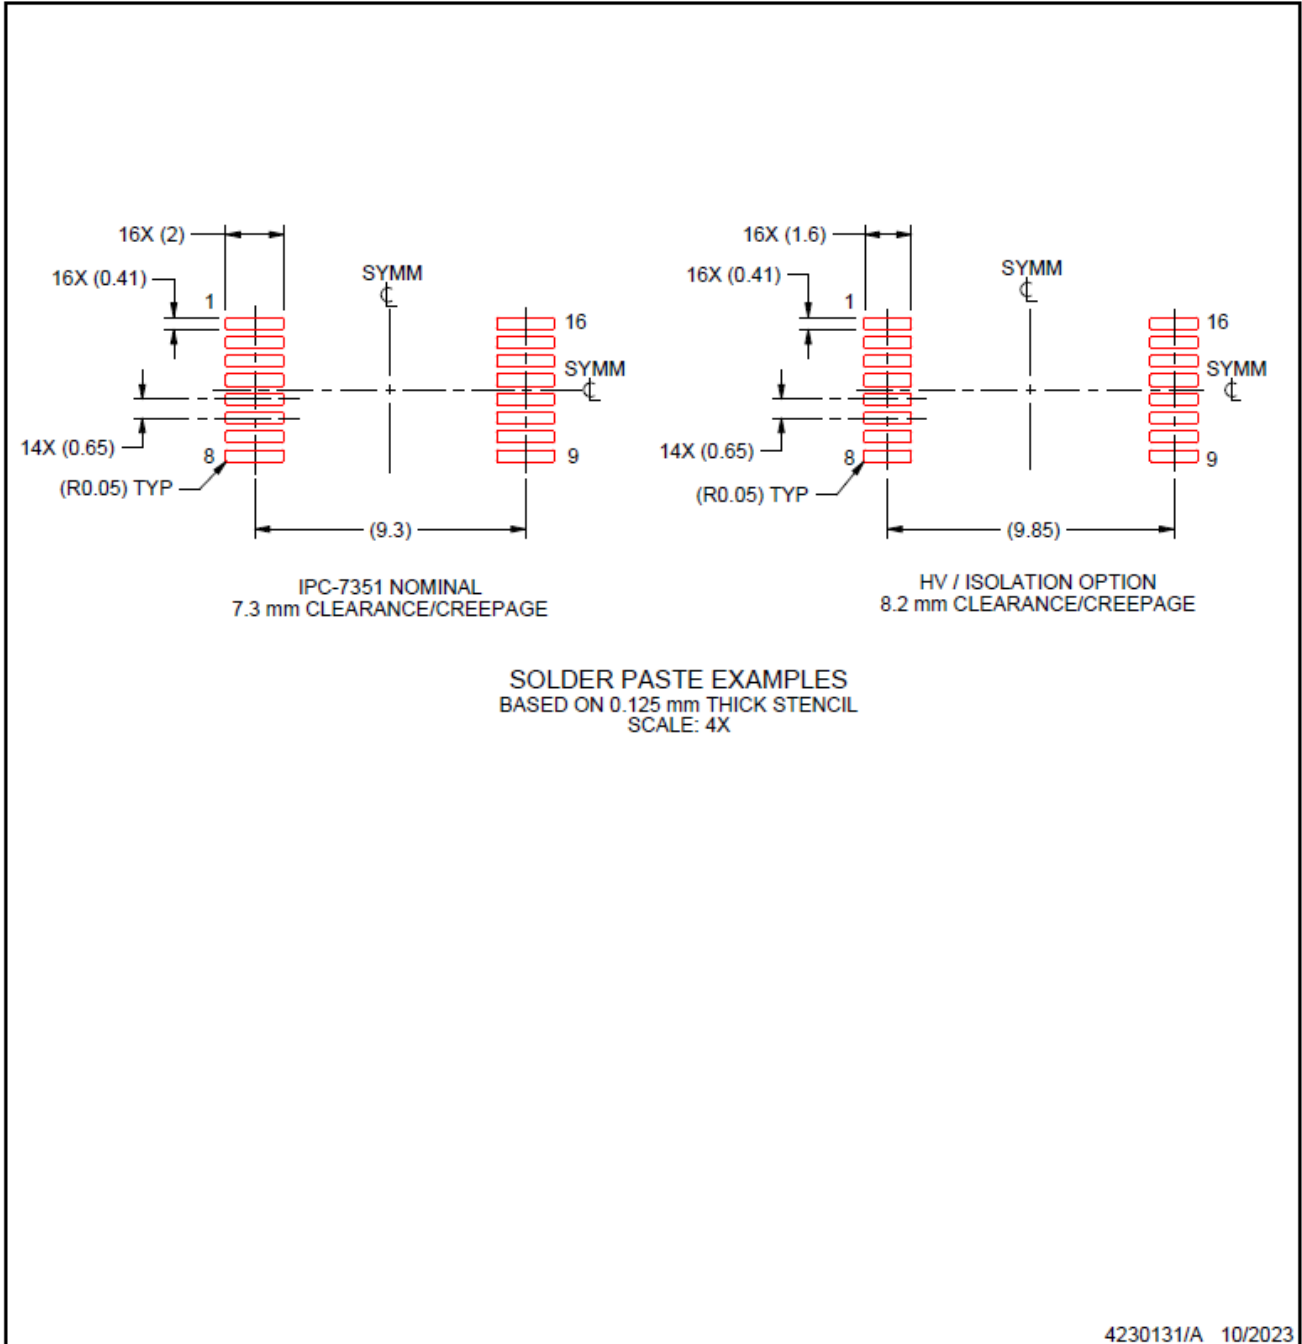 16X (2)
16X (0.41)
1
SYMM
℄
16
SYMM
℄
14X (0.65)
8
9
(R0.05) TYP
(9.3)
IPC-7351 NOMINAL
7.3 mm CLEARANCE/CREEPAGE
16X (1.6)
16X (0.41)
1
SYMM
℄
16
SYMM
℄
14X (0.65)
8
9
(R0.05) TYP
(9.85)
HV / ISOLATION OPTION
8.2 mm CLEARANCE/CREEPAGE
SOLDER PASTE EXAMPLES
BASED ON 0.125 mm THICK STENCIL
SCALE: 4X
4230131/A 10/2023